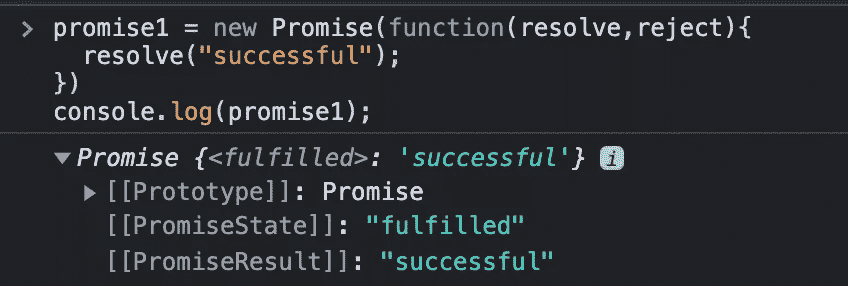 > promise1 = new Promise(function(resolve,reject){
resolve("successful");
})
console.log(promise1);
▼ Promise {<fulfilled>: 'successful'} i
▶ [[Prototype]]: Promise
[[PromiseState]]: "fulfilled"
[[PromiseResult]]: "successful"